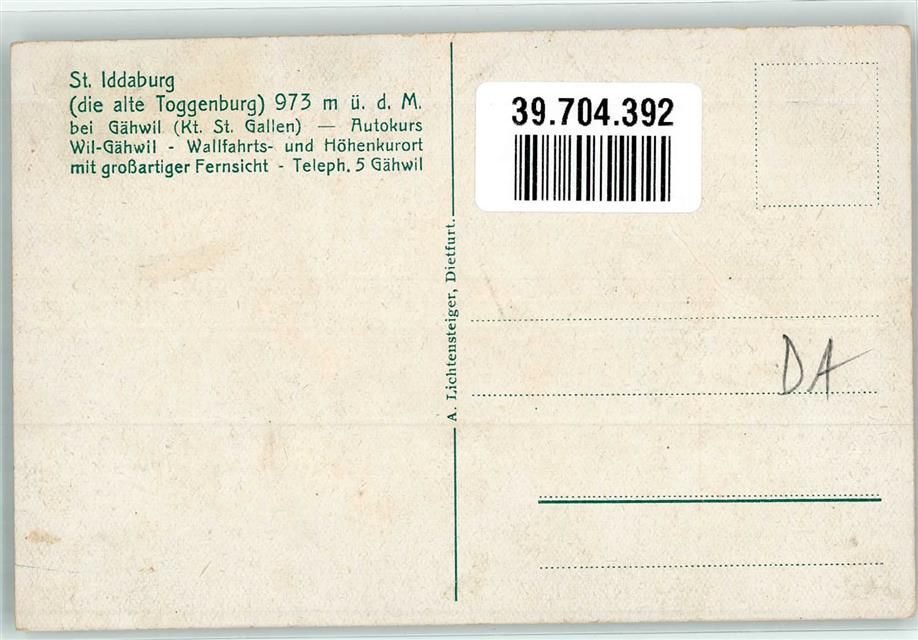 St. Iddaburg
(die alte Toggenburg) 973 m ü. d. M.
bei Gähwil (Kt. St. Gallen) — Autokurs
Wil-Gähwil - Wallfahrts- und Höhenkurort
mit großartiger Fernsicht - Teleph. 5 Gähwil
A. Lichtensteiger, Dietfurt.
39.704.392
DA